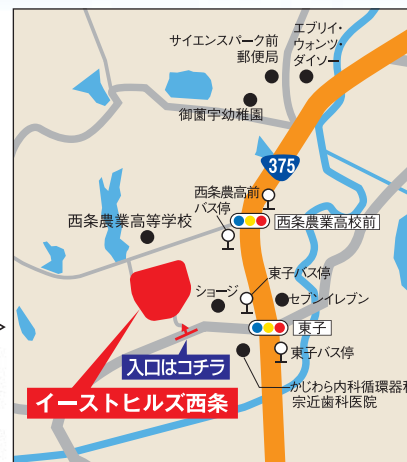 サイエンスパーク前
郵便局
エブリイ・
ウォンツ・
ダイソー
御薗宇幼稚園
375
西条農高前
バス停
西条農業高等学校
西条農業高校前
東子バス停
ショージ
セブンイレブン
東子
入口はコチラ
東子バス停
イーストヒルズ西条
かじわら内科循環器科
宗近歯科医院